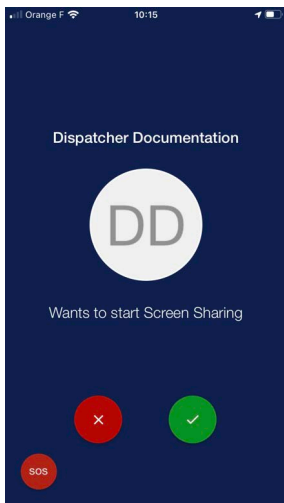 Orange F 10:15
Dispatcher Documentation
DD
Wants to start Screen Sharing
SOS